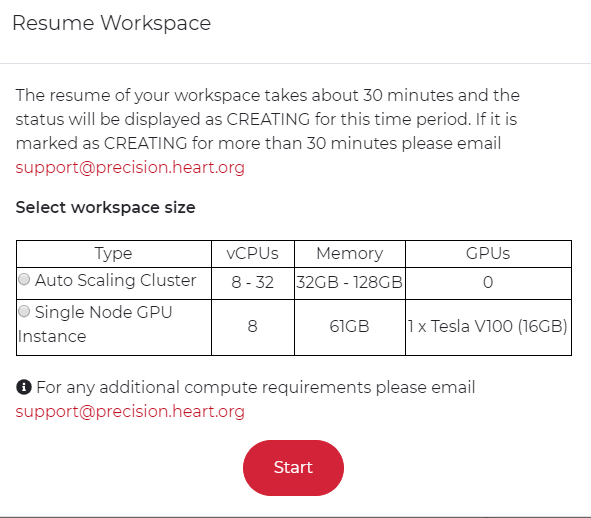 Resume Workspace
The resume of your workspace takes about 30 minutes and the
status will be displayed as CREATING for this time period. If it is
marked as CREATING for more than 30 minutes please email
support@precision.heart.org
Select workspace size
Type vCPUs Memory GPUs
Auto Scaling Cluster 8 - 32 32GB - 128GB 0
Single Node GPU
Instance 8 61GB 1 x Tesla V100 (16GB)
For any additional compute requirements please email
support@precision.heart.org
Start